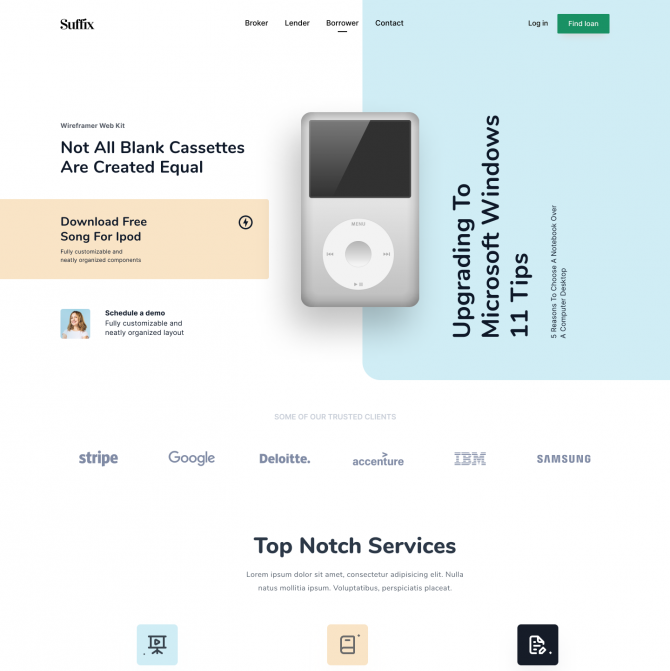 Suffix
Broker Lender Borrower Contact
Log in Find loan
Wireframer Web Kit
Not All Blank Cassettes
Are Created Equal
Download Free
Song For Ipod
Fully customizable and
neatly organized components
Schedule a demo
Fully customizable and
neatly organized layout
MENU
Upgrading To
Microsoft Windows
11 Tips
5 Reasons To Choose A Notebook Over
A Computer Desktop
SOME OF OUR TRUSTED CLIENTS
stripe Google Deloitte. accenture IBM SAMSUNG
Top Notch Services
Lorem ipsum dolor sit amet, consectetur adipisicing elit. Nulla
natus mollitia ipsum. Voluptatibus, perspiciatis placeat.